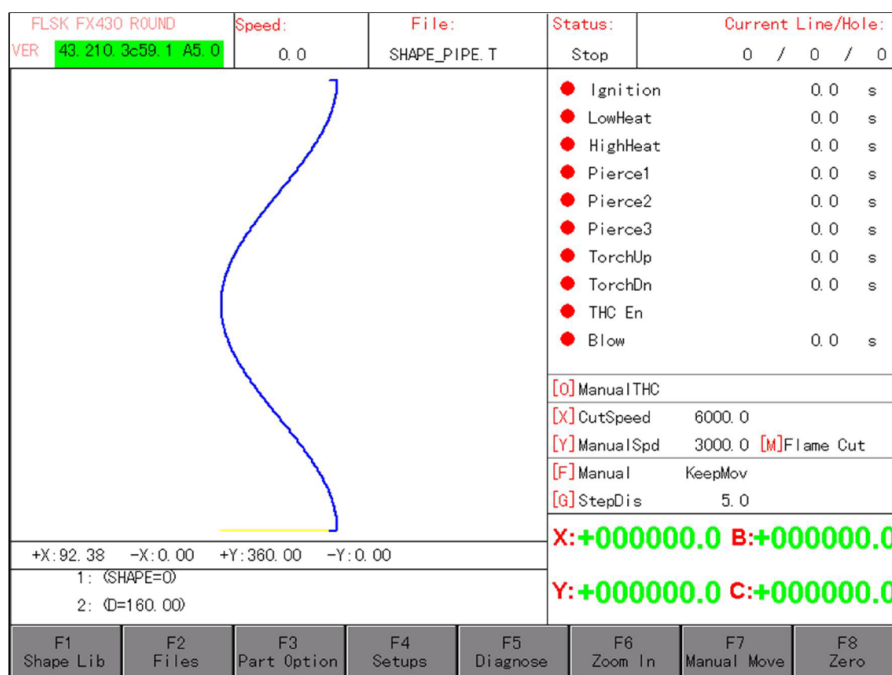 FLSK FX430 ROUND Speed: File: Status: Current Line/Hole:
VER 43.210.3c59.1 A5.0 0.0 SHAPE_PIPE.T Stop 0 / 0 / 0
Ignition 0.0 s
LowHeat 0.0 s
HighHeat 0.0 s
Pierce1 0.0 s
Pierce2 0.0 s
Pierce3 0.0 s
TorchUp 0.0 s
TorchDn 0.0 s
THC En
Blow 0.0 s
[O]ManualTHC
[X]CutSpeed 6000.0
[Y]ManualSpd 3000.0 [M]Flame Cut
[F]Manual KeepMov
[G]StepDis 5.0
X:+000000.0 B:+000000.0
Y:+000000.0 C:+000000.0
+X:92.38 -X:0.00 +Y:360.00 -Y:0.00
1: (SHAPE=0)
2: (D=160.00)
F1 F2 F3 F4 F5 F6 F7 F8
Shape Lib Files Part Option Setups Diagnose Zoom In Manual Move Zero